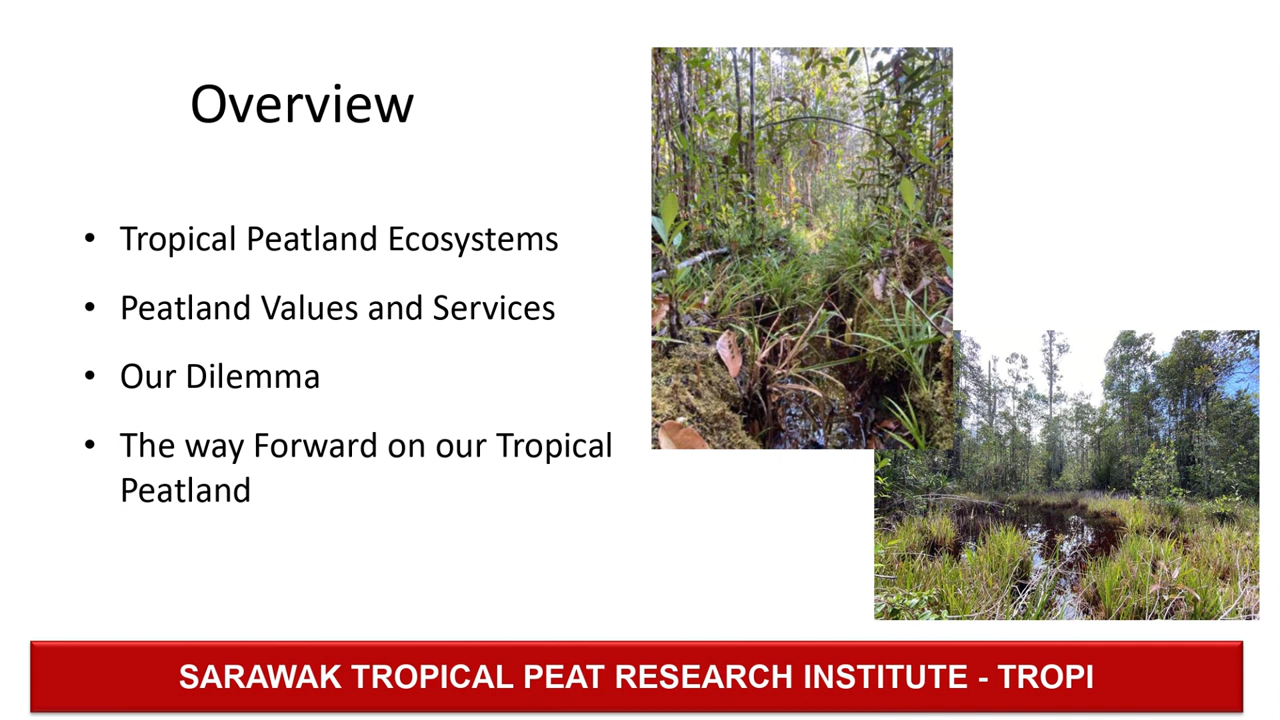 Overview
• Tropical Peatland Ecosystems
• Peatland Values and Services
• Our Dilemma
• The way Forward on our Tropical
Peatland
SARAWAK TROPICAL PEAT RESEARCH INSTITUTE - TROPI